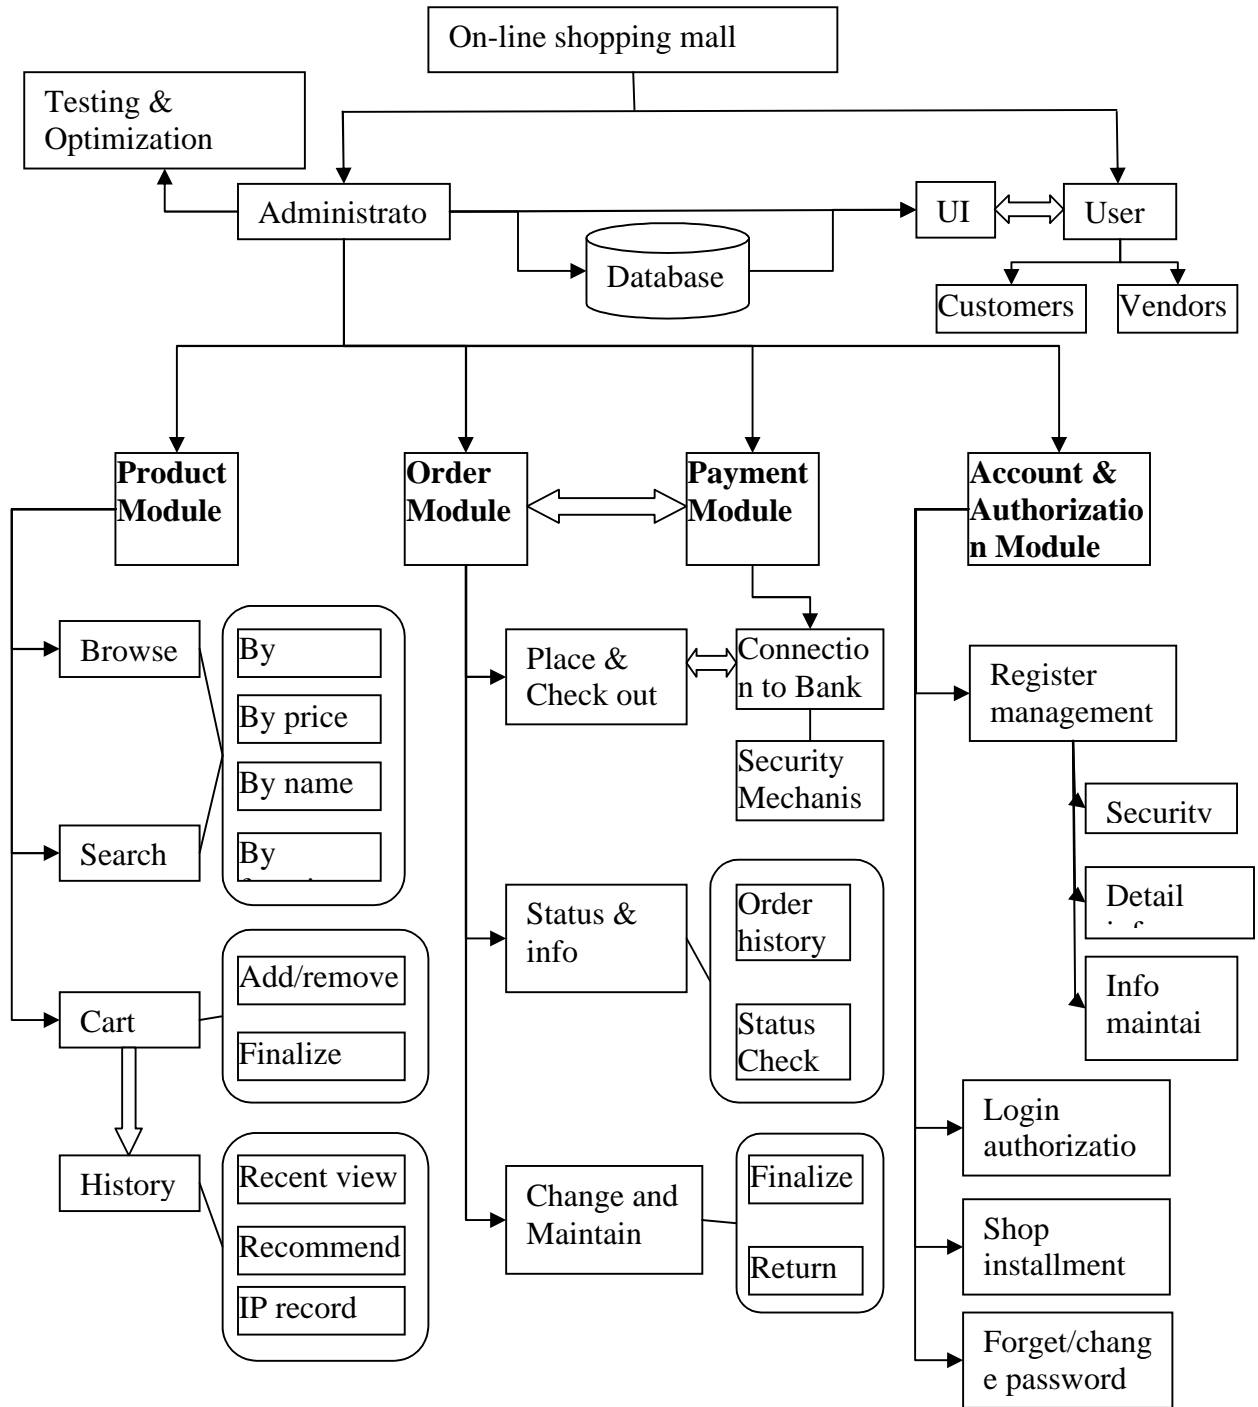 On-line shopping mall
Testing &
Optimization
Administrato
UI
User
Database
Customers
Vendors
Product
Module
Order
Module
Payment
Module
Account &
Authorizatio
n Module
Browse
By
By price
By name
Search
By
Cart
Add/remove
Finalize
History
Recent view
Recommend
IP record
Place &
Check out
Connectio
n to Bank
Security
Mechanis
Status &
info
Order
history
Status
Check
Change and
Maintain
Finalize
Return
Register
management
Security
Detail
Info
maintai
Login
authorizatio
Shop
installment
Forget/chang
e password